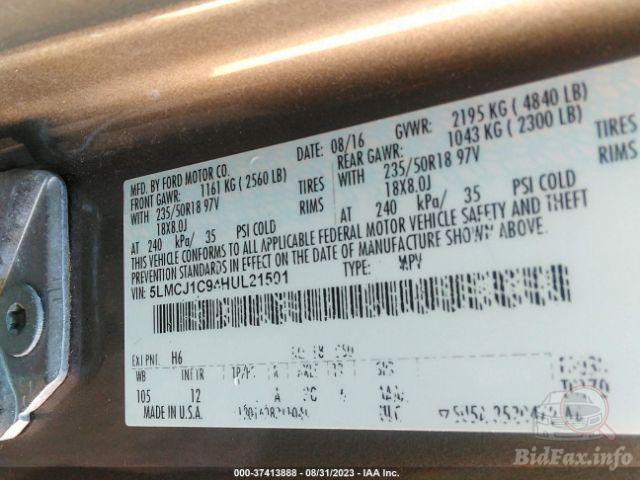 MFD. BY FORD MOTOR CO.
DATE: 08/16 GVWR: 2195 KG ( 4840 LB)
FRONT GAWR: 1161 KG ( 2560 LB)
REAR GAWR: 1043 KG ( 2300 LB)
WITH 235/50R18 97V TIRES
WITH 235/50R18 97V TIRES
18X8.0J RIMS
18X8.0J RIMS
AT 240 kPa/ 35 PSI COLD
AT 240 kPa/ 35 PSI COLD
THIS VEHICLE CONFORMS TO ALL APPLICABLE FEDERAL MOTOR VEHICLE SAFETY AND THEFT
PREVENTION STANDARDS IN EFFECT ON THE DATE OF MANUFACTURE SHOWN ABOVE.
VIN: 5LMCJ1C94HUL21501
TYPE: MPV
EXT PNT: H6
WB INT TR
105 12
MADE IN U.S.A.
BidFax.info
000-37413888 - 08/31/2023 - IAA Inc.